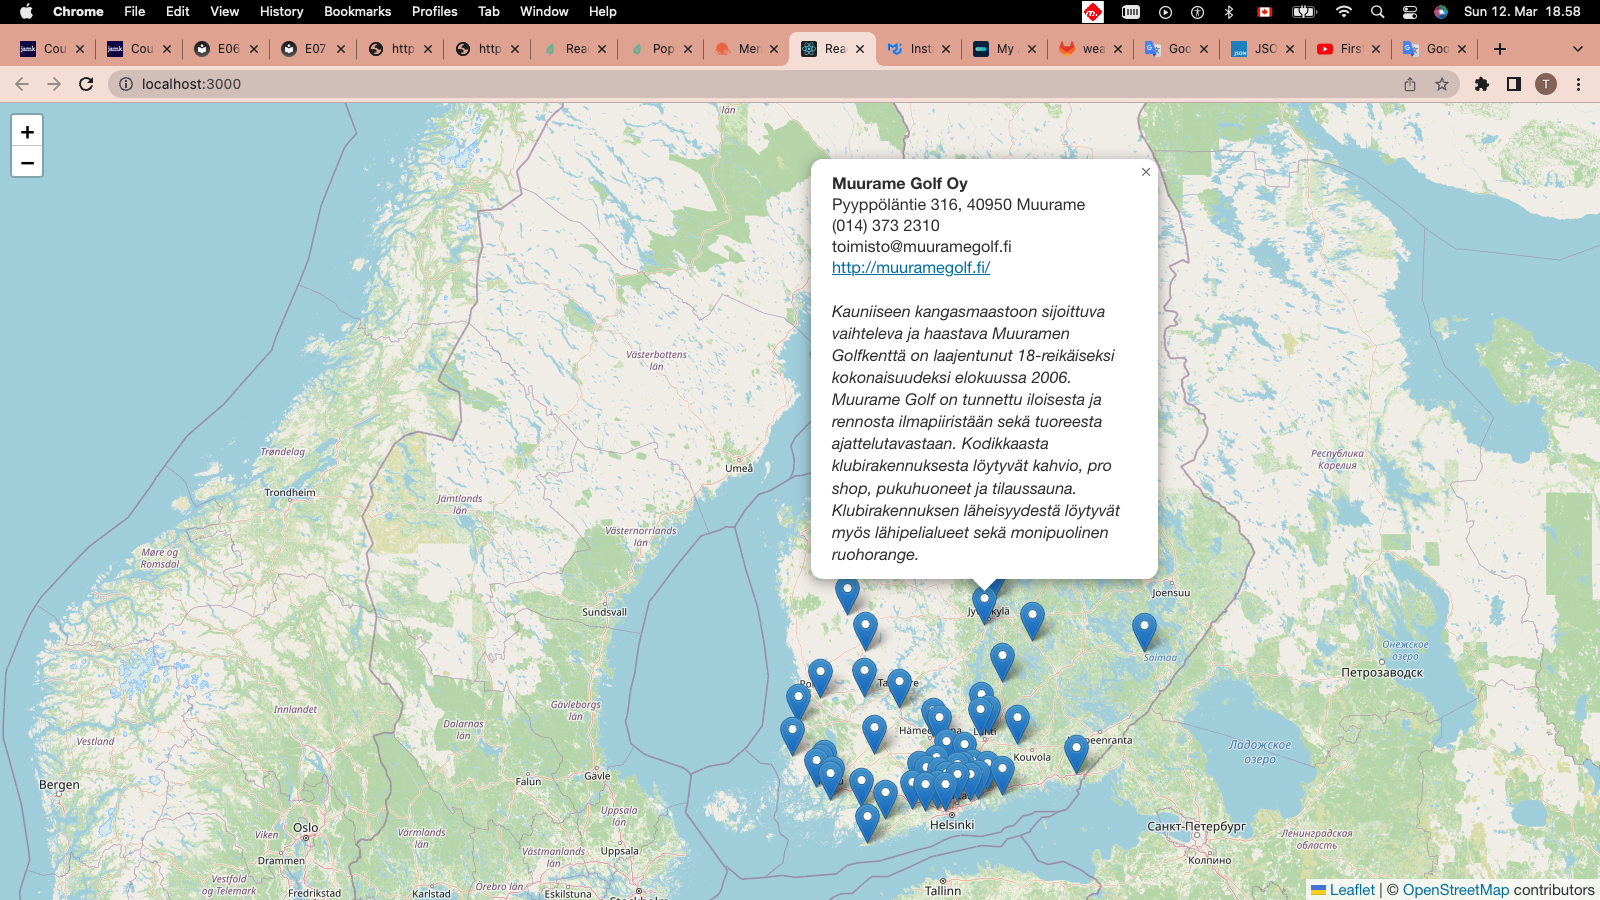 Chrome File Edit View History Bookmarks Profiles Tab Window Help
Sun 12. Mar 18.58
jamk Cou
jamk Cou
E06
E07
http
http
Rea
Pop
Mer
Rea
Inst
My
wea
Goo
JSO
First
Goo
localhost:3000
T
+
−
län
Muurame Golf Oy
Pyyppöläntie 316, 40950 Muurame
(014) 373 2310
toimisto@muuramegolf.fi
http://muuramegolf.fi/
Kauniiseen kangasmaastoon sijoittuva
vaihteleva ja haastava Muuramen
Golfkenttä on laajentunut 18-reikäiseksi
kokonaisuudeksi elokuussa 2006.
Muurame Golf on tunnettu iloisesta ja
rennosta ilmapiiristään sekä tuoreesta
ajattelutavastaan. Kodikkaasta
klubirakennuksesta löytyvät kahvio, pro
shop, pukuhuoneet ja tilaussauna.
Klubirakennuksen läheisyydestä löytyvät
myös lähipelialueet sekä monipuolinen
ruohorange.
Västerbottens
län
Trøndelag
Trondheim
Umeå
Jämtlands
län
Västernorrlands
län
Møre og
Romsdal
Sundsvall
Республика
Карелия
Joensuu
Saimaa
Онежское
озеро
Петрозаводск
Innlandet
Gävleborgs
län
Dalarnas
län
Vestland
Bergen
Falun
Gävle
Lahti
Kouvola
Ладожское
озеро
Helsinki
Uppsala
län
Oslo
Viken
Drammen
Värmlands
län
Västmanlands
län
Uppsala
Санкт-Петербург
Колпино
Ленинградская
область
Vestfold
og Telemark
Fredrikstad
Karlstad
Örebro län
Eskilstuna
Tallinn
Leaflet | © OpenStreetMap contributors